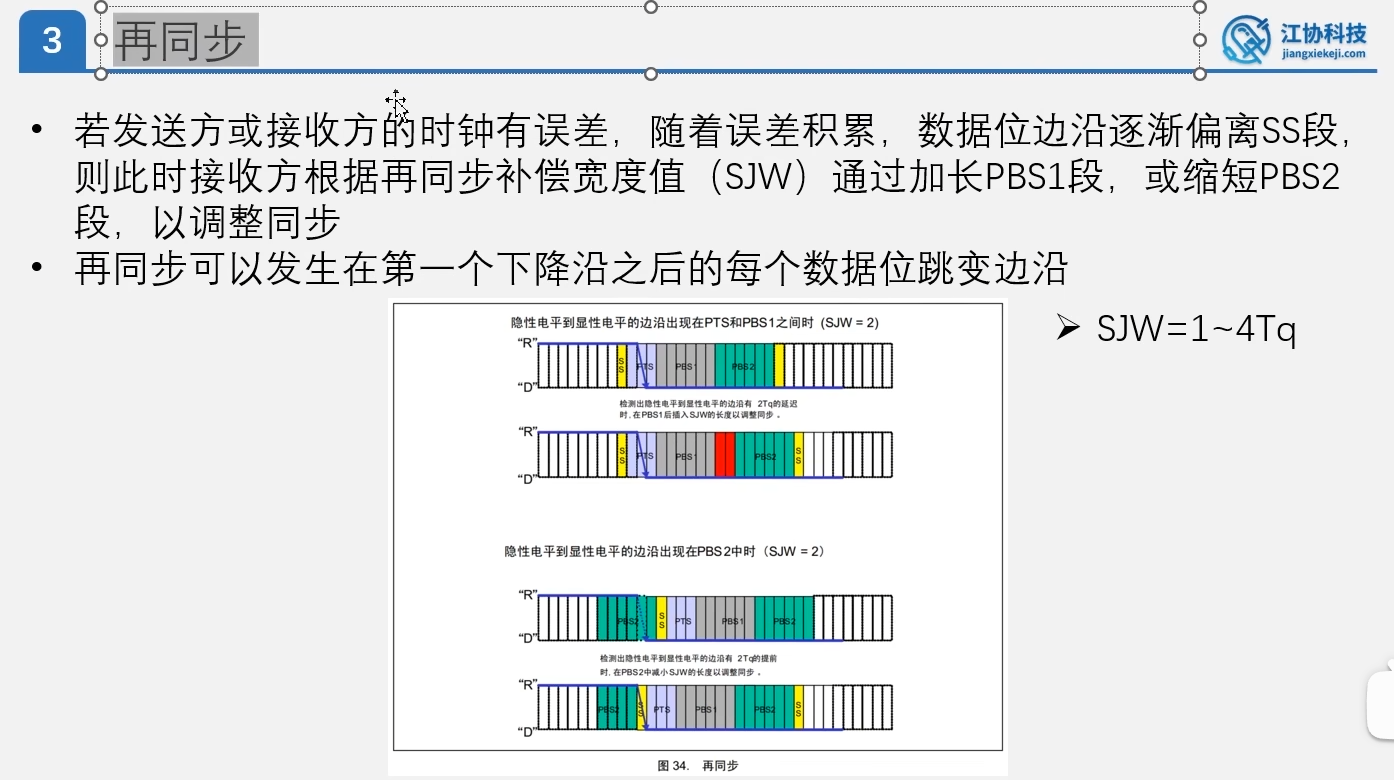 3 再同步
江协科技
jiangxiekeji.com
• 若发送方或接收方的时钟有误差，随着误差积累，数据位边沿逐渐偏离SS段，
则此时接收方根据再同步补偿宽度值（SJW）通过加长PBS1段，或缩短PBS2
段，以调整同步
• 再同步可以发生在第一个下降沿之后的每个数据位跳变边沿
➢ SJW=1~4Tq
隐性电平到显性电平的边沿出现在PTS和PBS1之间时 (SJW = 2)
“R”
SS PTS PBS1 PBS2
“D”
检测出隐性电平到显性电平的边沿有 2Tq的延迟
时, 在PBS1后插入SJW的长度以调整同步 。
“R”
SS PTS PBS1 PBS2 SS
“D”
隐性电平到显性电平的边沿出现在PBS2中时（SJW = 2）
“R”
PBS2 SS PTS PBS1 PBS2
“D”
检测出隐性电平到显性电平的边沿有 2Tq的提前
时, 在PBS2中减小SJW的长度以调整同步 。
“R”
PBS2 SS PTS PBS1 PBS2 SS
“D”
图 34. 再同步